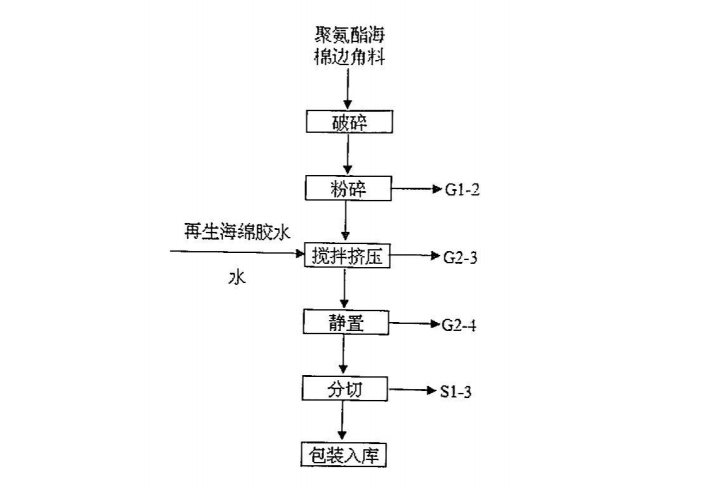 聚氨酯海
棉边角料
破碎
粉碎
G1-2
再生海绵胶水
水
搅拌挤压
G2-3
静置
G2-4
分切
S1-3
包装入库